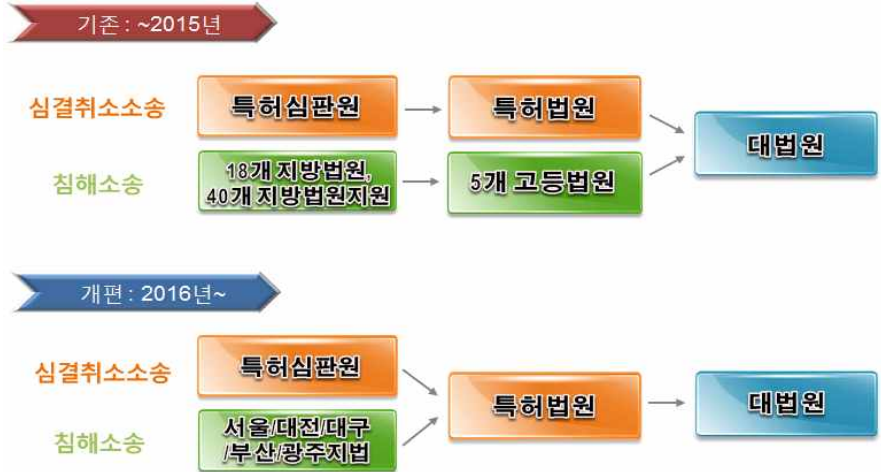 기존 : ~2015년
심결취소소송
특허심판원
특허법원
대법원
침해소송
18개 지방법원,
40개 지방법원지원
5개 고등법원
개편 : 2016년~
심결취소소송
특허심판원
특허법원
대법원
침해소송
서울/대전/대구
/부산/광주지법